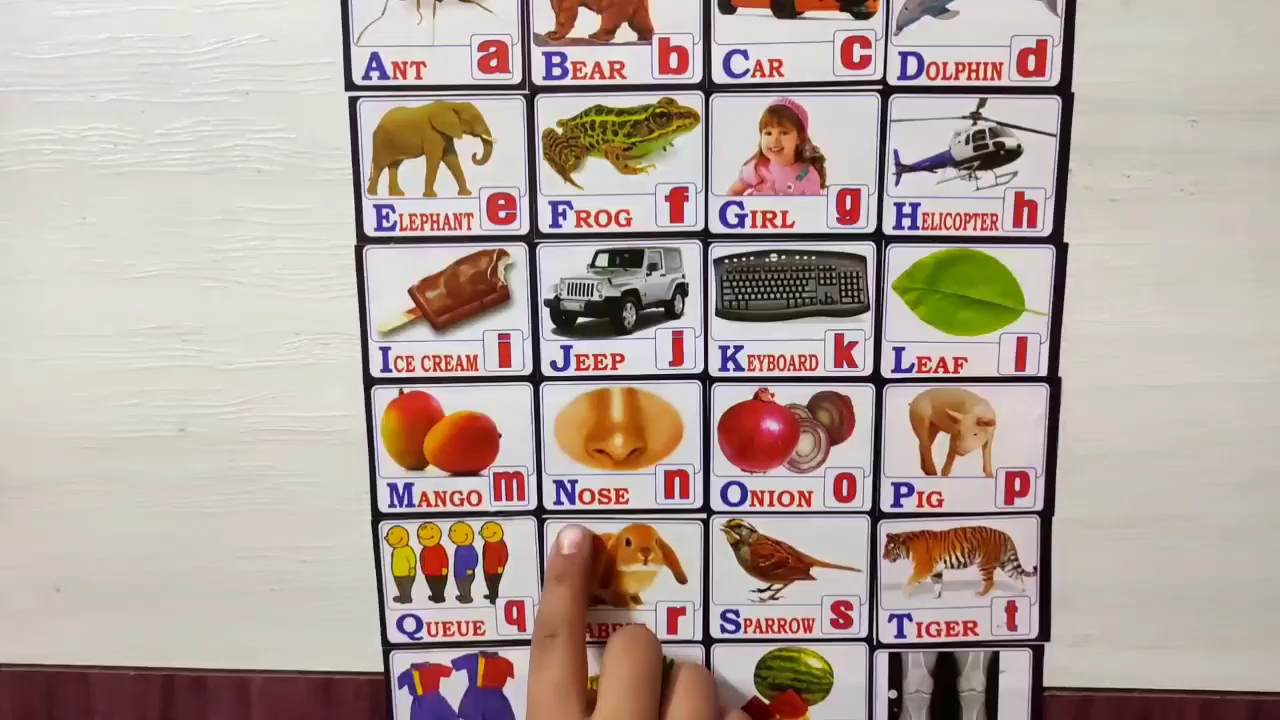 ANT a BEAR b CAR c DOLPHIN d
ELEPHANT e FROG f GIRL g HELICOPTER h
ICE CREAM i JEEP j KEYBOARD k LEAF l
MANGO m NOSE n ONION o PIG p
QUEUE q r SPARROW s TIGER t